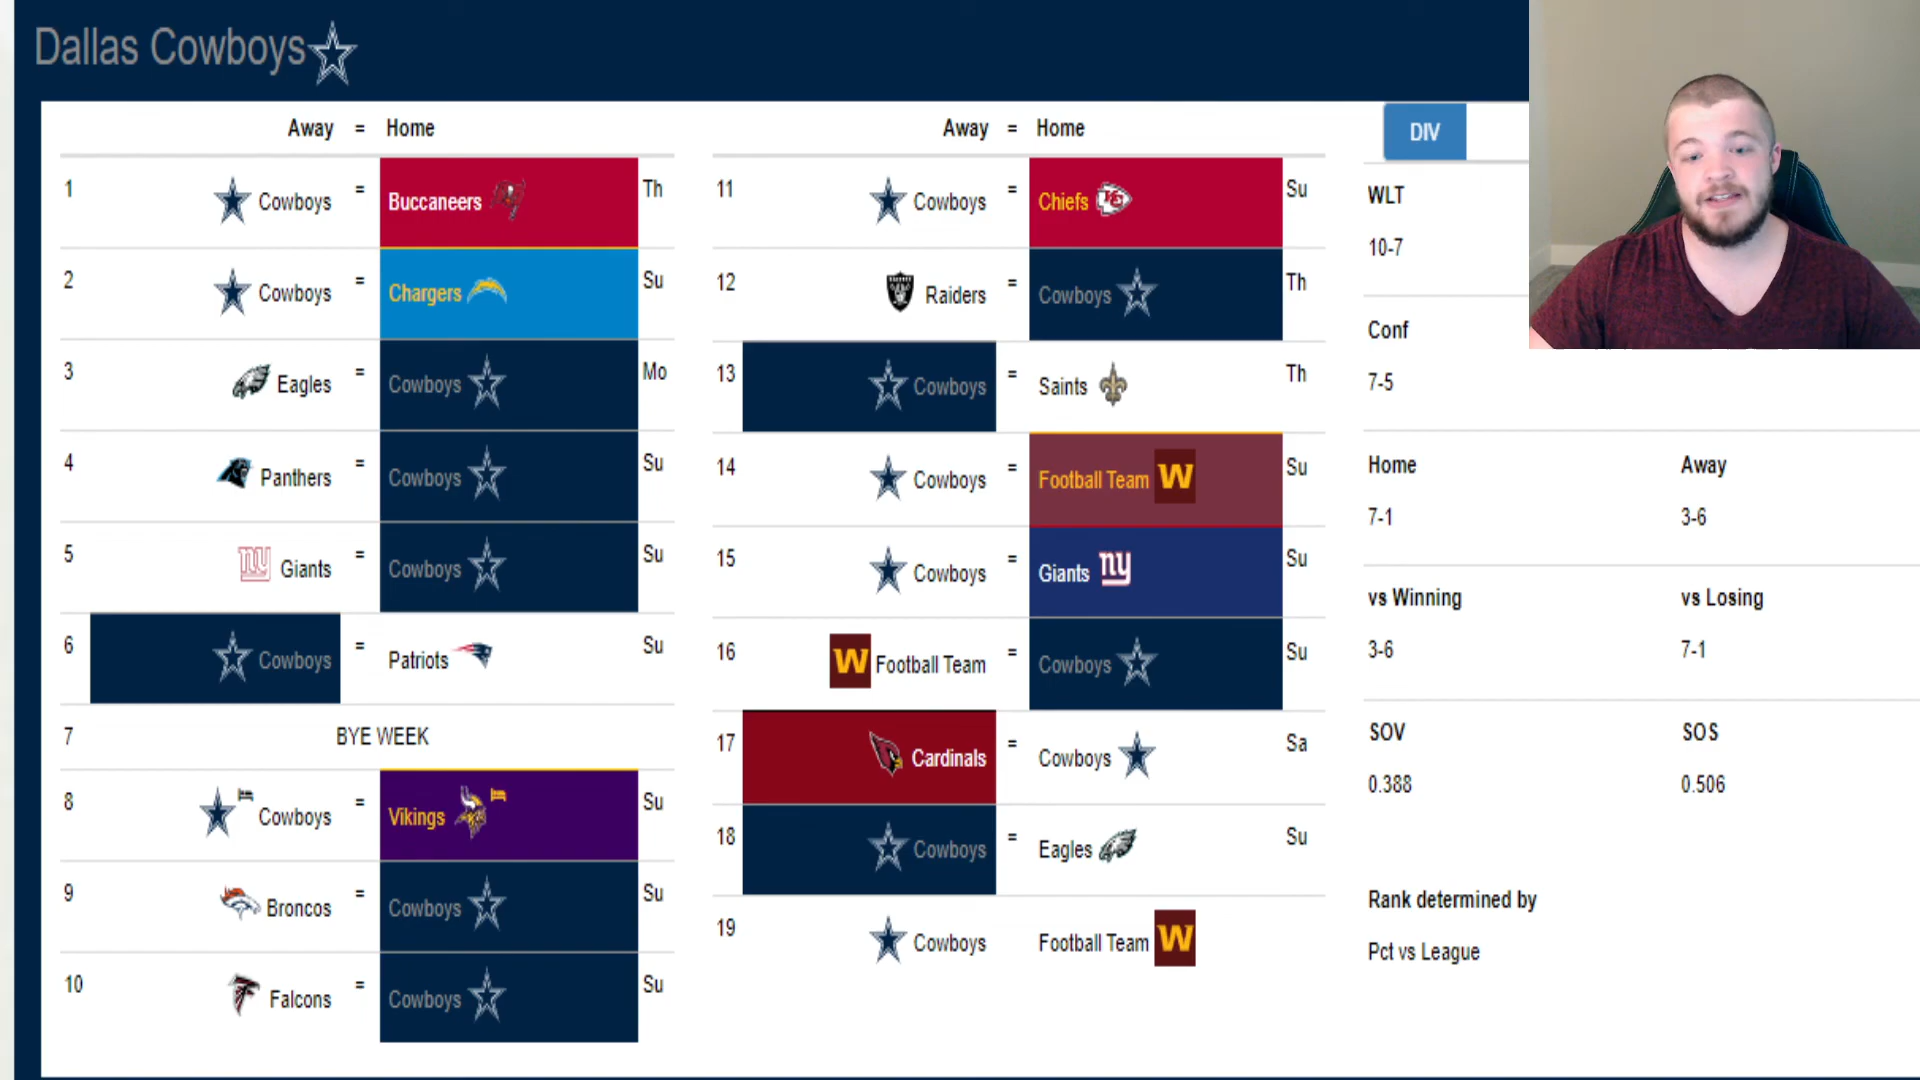 Dallas Cowboys
Away = Home
1 Cowboys = Buccaneers Th
2 Cowboys = Chargers Su
3 Eagles = Cowboys Mo
4 Panthers = Cowboys Su
5 Giants = Cowboys Su
6 Cowboys = Patriots Su
7 BYE WEEK
8 Cowboys = Vikings Su
9 Broncos = Cowboys Su
10 Falcons = Cowboys Su
Away = Home
11 Cowboys = Chiefs Su
12 Raiders = Cowboys Th
13 Cowboys = Saints Th
14 Cowboys = Football Team W Su
15 Cowboys = Giants ny Su
16 W Football Team = Cowboys Su
17 Cardinals = Cowboys Sa
18 Cowboys = Eagles Su
19 Cowboys Football Team W
DIV
WLT
10-7
Conf
7-5
Home Away
7-1 3-6
vs Winning vs Losing
3-6 7-1
SOV SOS
0.388 0.506
Rank determined by
Pct vs League